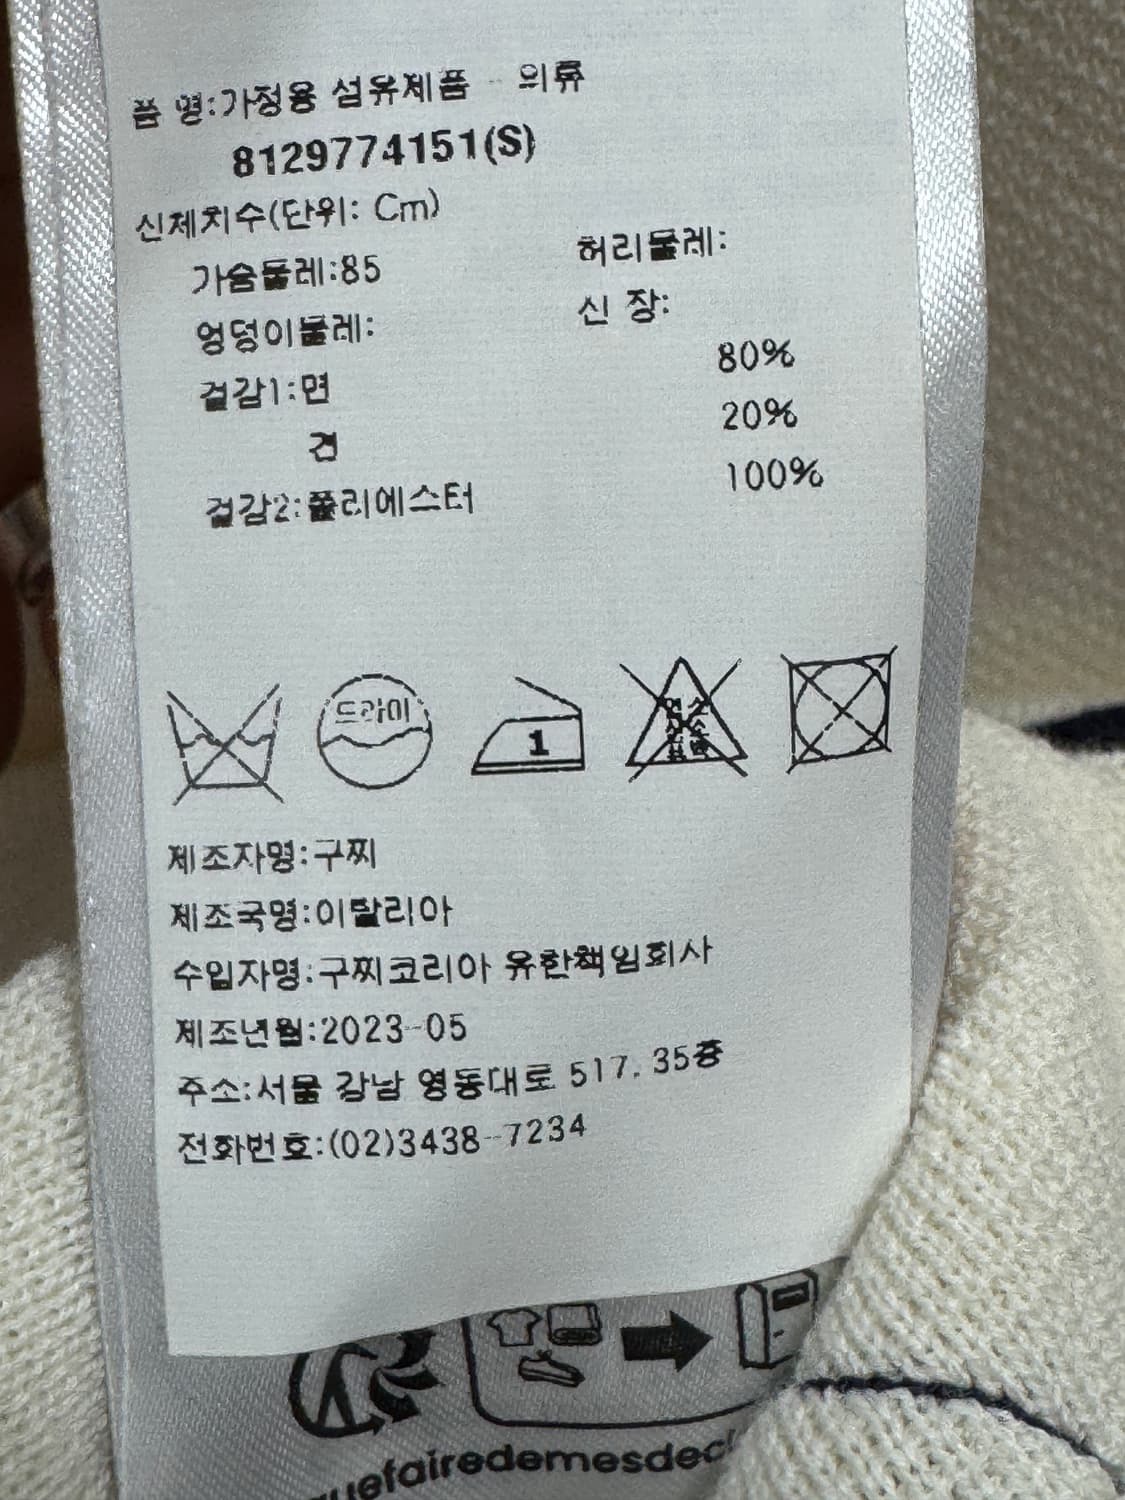 품 명:가정용 섬유제품 - 의류
8129774151(S)
신체치수(단위: Cm)
가슴둘레:85 허리둘레:
엉덩이둘레: 신 장:
겉감1:면 80%
견 20%
겉감2:폴리에스터 100%
드라이
1
염소
표백
제조자명:구찌
제조국명:이탈리아
수입자명:구찌코리아 유한책임회사
제조년월:2023-05
주소:서울 강남 영동대로 517, 35층
전화번호:(02)3438-7234
quefairedemesdec